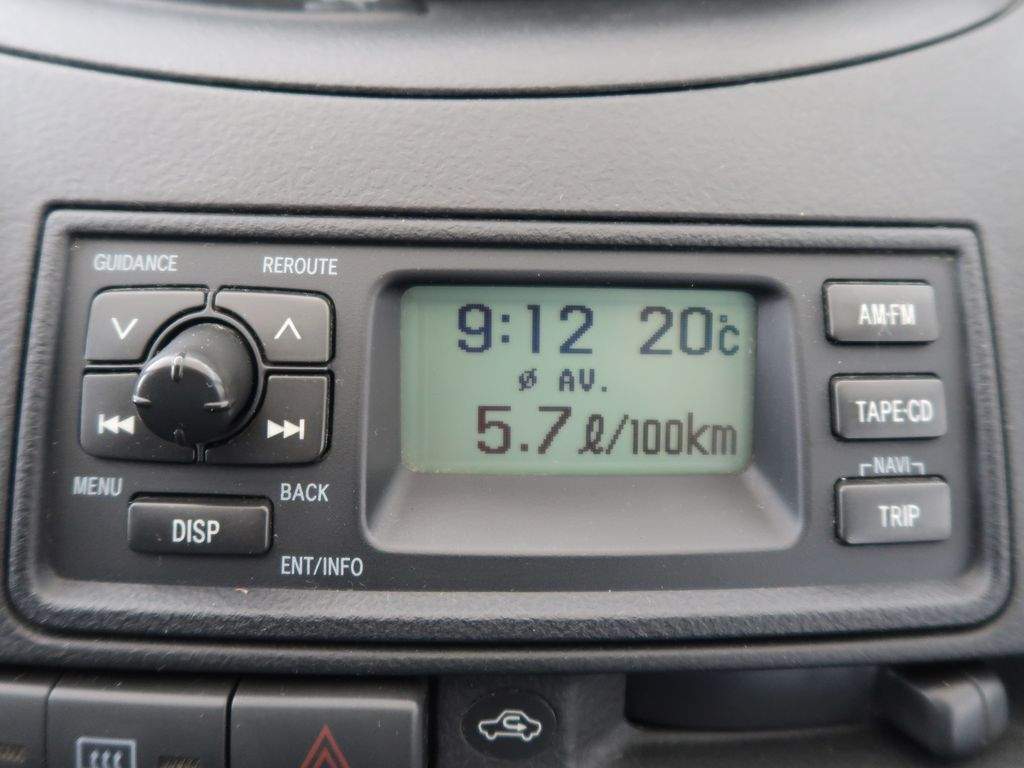 GUIDANCE REROUTE
9:12 20°C
ø AV.
5.7 ℓ/100km
AM·FM
TAPE·CD
NAVI
TRIP
MENU BACK
DISP
ENT/INFO